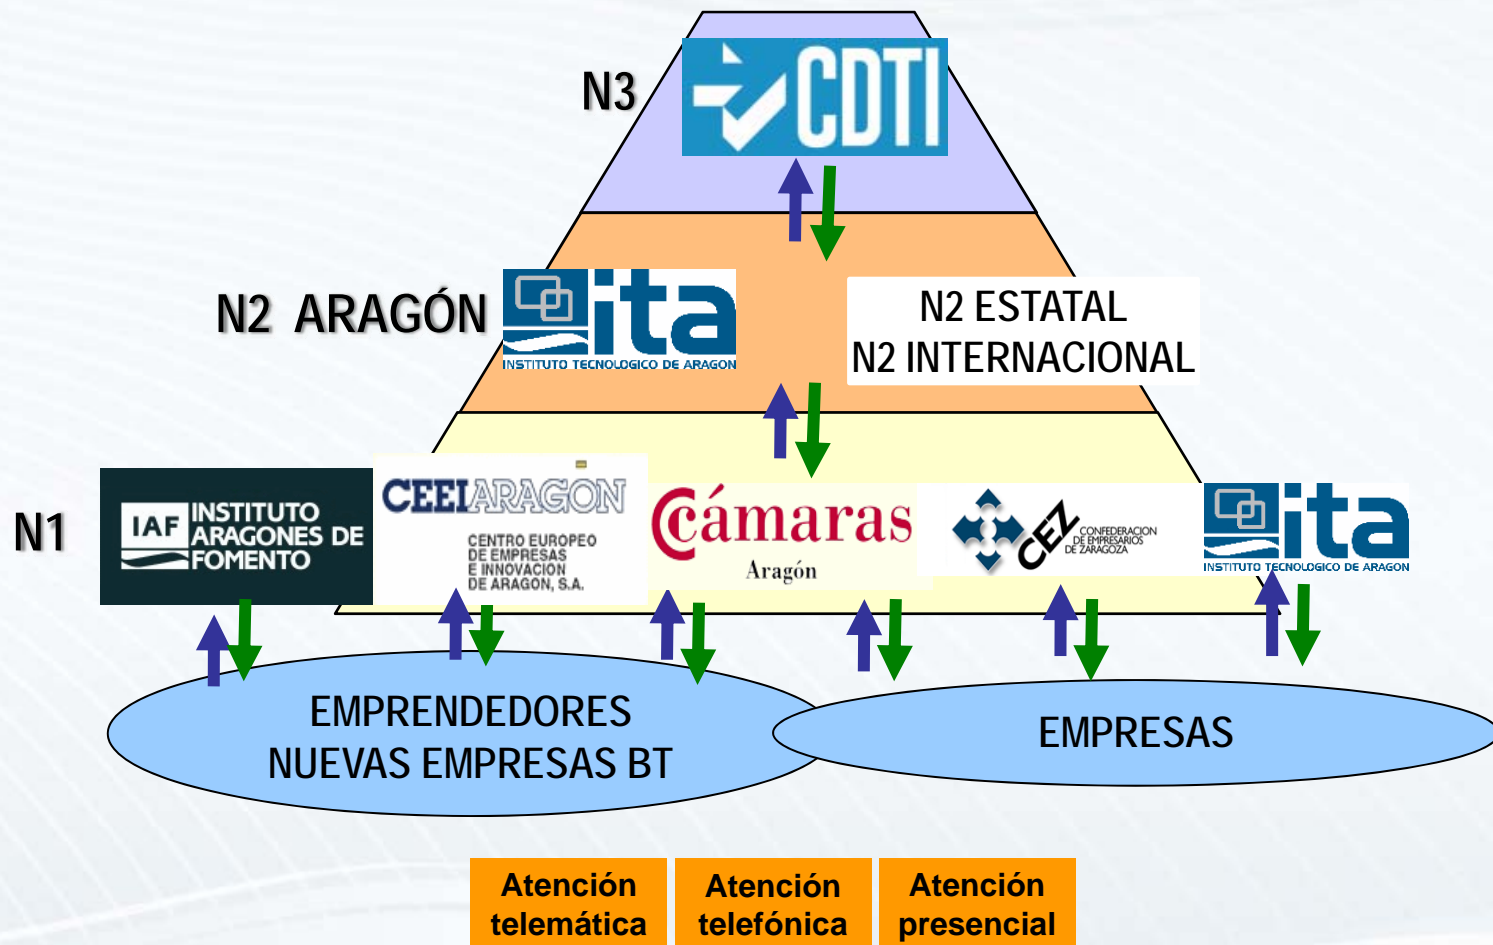 N3
CDTI
N2 ARAGÓN
ita
INSTITUTO TECNOLOGICO DE ARAGON
N2 ESTATAL
N2 INTERNACIONAL
N1
IAF
INSTITUTO
ARAGONES DE
FOMENTO
CEEIARAGON
CENTRO EUROPEO
DE EMPRESAS
E INNOVACION
DE ARAGON, S.A.
Cámaras
Aragón
CEZ
CONFEDERACION
DE EMPRESARIOS
DE ZARAGOZA
ita
INSTITUTO TECNOLOGICO DE ARAGON
EMPRENDEDORES
NUEVAS EMPRESAS BT
EMPRESAS
Atención
telemática
Atención
telefónica
Atención
presencial